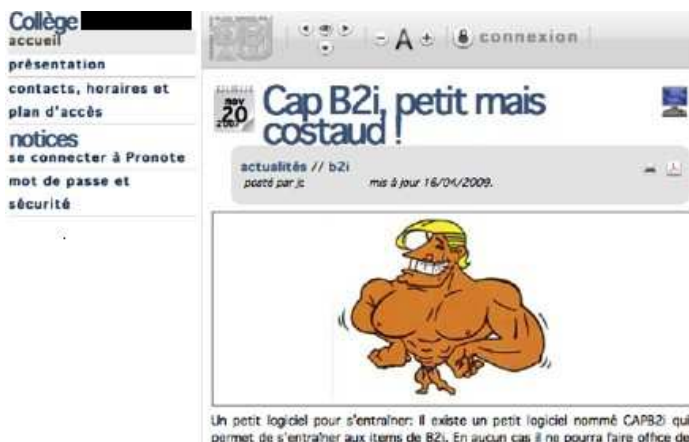 Collège
accueil
présentation
contacts, horaires et
plan d'accès
notices
se connecter à Pronote
mot de passe et
sécurité
A
connexion
nov
20
2007
Cap B2i, petit mais
costaud !
actualités // b2i
posté par jc mis à jour 16/04/2009.
Un petit logiciel pour s'entraîner: Il existe un petit logiciel nommé CAPB2i qui
permet de s'entraîner aux items de B2i. En aucun cas il ne pourra faire office de